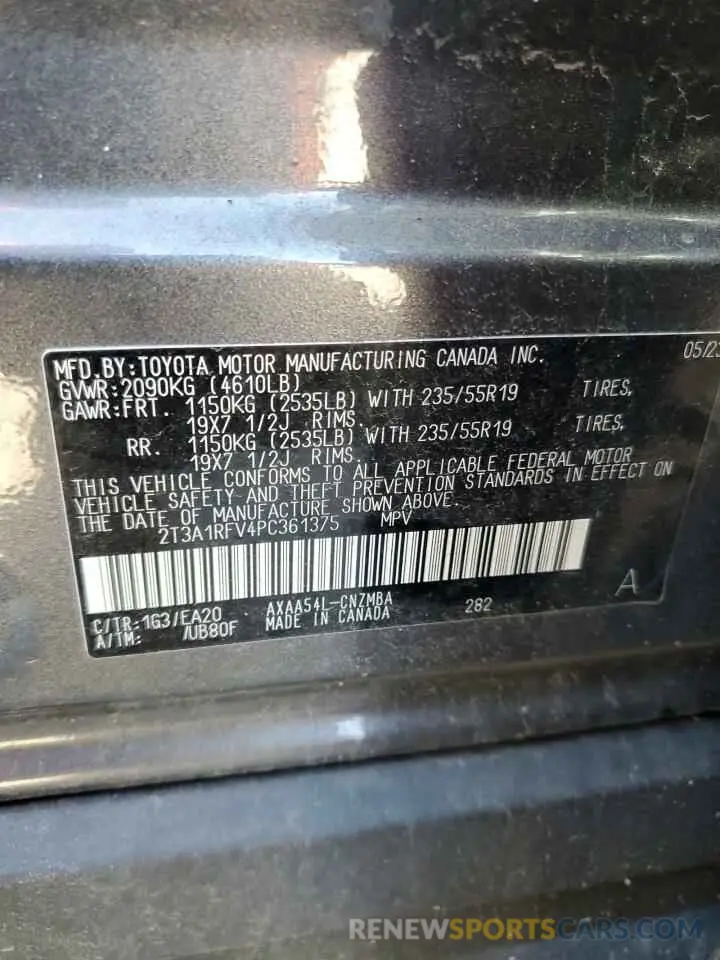 MFD.BY:TOYOTA MOTOR MANUFACTURING CANADA INC. 05/23
GVWR:2090KG (4610LB)
GAWR:FRT. 1150KG (2535LB) WITH 235/55R19 TIRES,
19X7 1/2J RIMS.
RR. 1150KG (2535LB) WITH 235/55R19 TIRES,
19X7 1/2J RIMS.
THIS VEHICLE CONFORMS TO ALL APPLICABLE FEDERAL MOTOR
VEHICLE SAFETY AND THEFT PREVENTION STANDARDS IN EFFECT ON
THE DATE OF MANUFACTURE SHOWN ABOVE.
2T3A1RFV4PC361375 MPV
C/TR:1G3/EA20 AXAA54L-CNZMBA 282 A
A/TM: /UB80F MADE IN CANADA
RENEWSPORTSCARS.COM